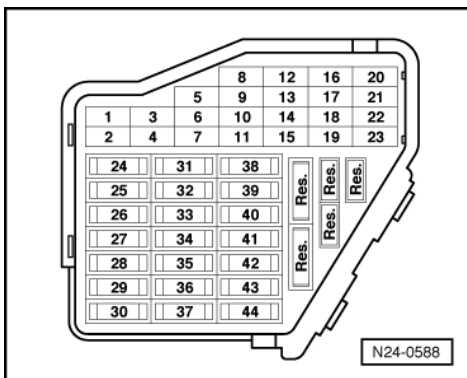 8 12 16 20
5 9 13 17 21
1 3 6 10 14 18 22
2 4 7 11 15 19 23
24 31 38
25 32 39
26 33 40
27 34 41
28 35 42
29 36 43
30 37 44
Res. Res. Res.
Res. Res.
N24-0588